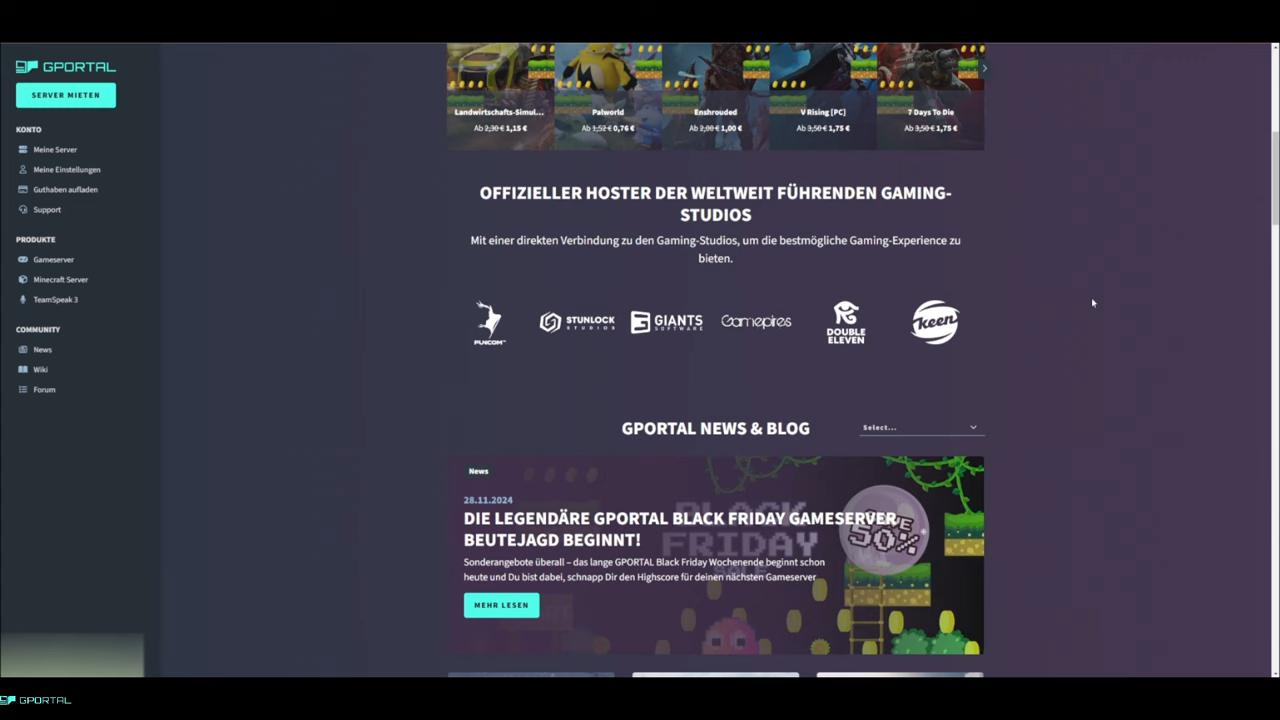 GPORTAL
SERVER MIETEN
KONTO
Meine Server
Meine Einstellungen
Guthaben aufladen
Support
PRODUKTE
Gameserver
Minecraft Server
TeamSpeak 3
COMMUNITY
News
Wiki
Forum
Landwirtschafts-Simul...
Ab 2,30 € 1,15 €
Palworld
Ab 1,52 € 0,76 €
Enshrouded
Ab 2,00 € 1,00 €
V Rising [PC]
Ab 3,50 € 1,75 €
7 Days To Die
Ab 3,50 € 1,75 €
OFFIZIELLER HOSTER DER WELTWEIT FÜHRENDEN GAMING-
STUDIOS
Mit einer direkten Verbindung zu den Gaming-Studios, um die bestmögliche Gaming-Experience zu
bieten.
FUNCOM
STUNLOCK
STUDIOS
GIANTS
SOFTWARE
Gamepires
DOUBLE
ELEVEN
keen
GPORTAL NEWS & BLOG
Select...
News
28.11.2024
DIE LEGENDÄRE GPORTAL BLACK FRIDAY GAMESERVER
BEUTEJAGD BEGINNT!
Sonderangebote überall – das lange GPORTAL Black Friday Wochenende beginnt schon
heute und Du bist dabei, schnapp Dir den Highscore für deinen nächsten Gameserver
MEHR LESEN
BLACK
FRIDAY
SALE
SAVE
50%
GPORTAL